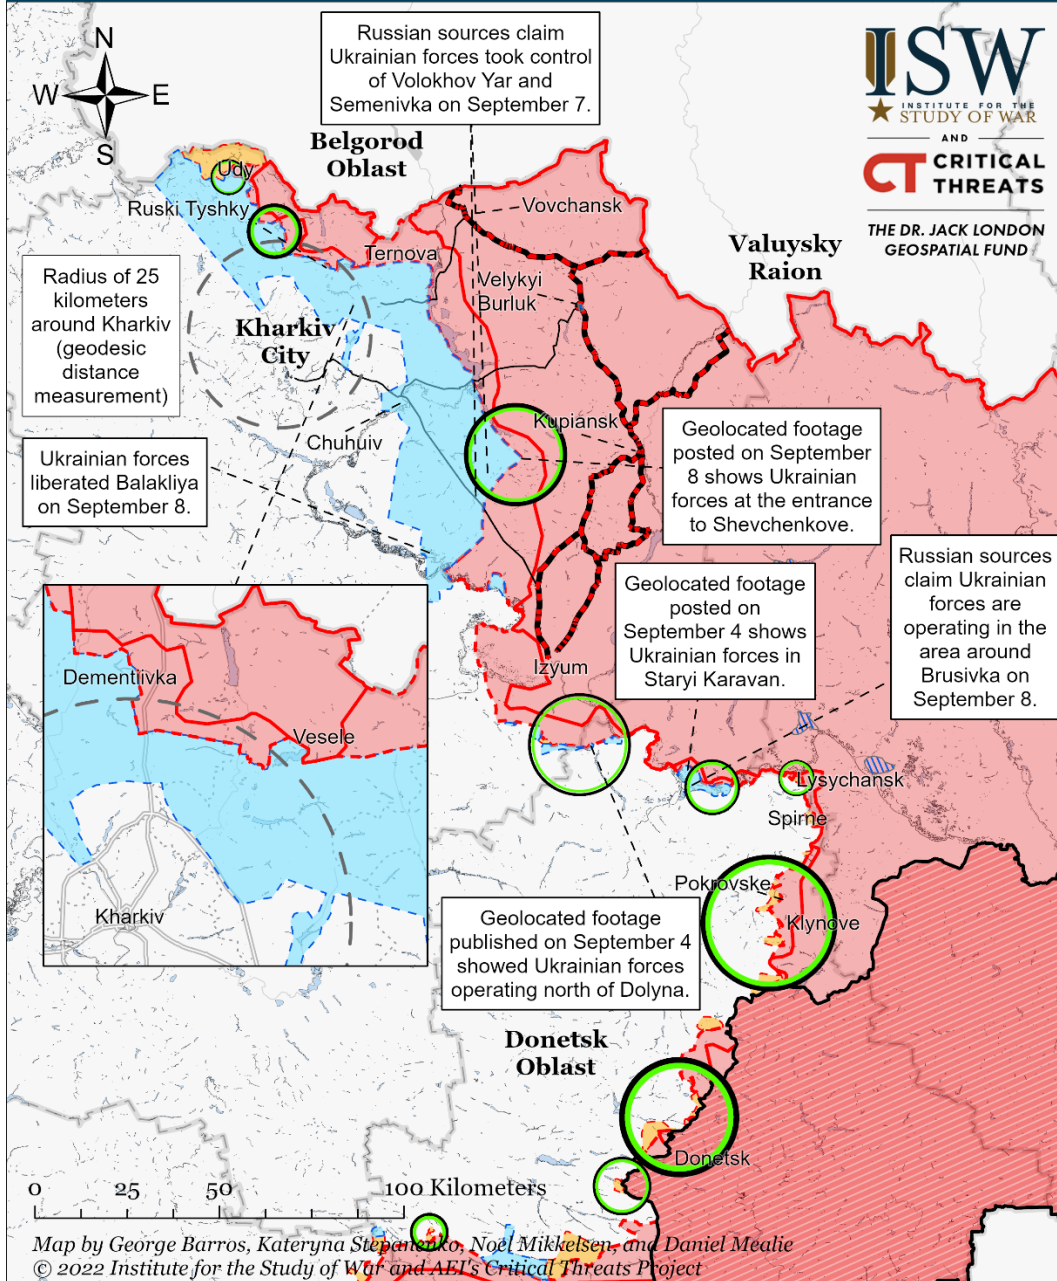 Russian sources claim
Ukrainian forces took control
of Volokhov Yar and
Semenivka on September 7.
N
W
E
S
ISW
INSTITUTE FOR THE
STUDY OF WAR
AND
CT CRITICAL
THREATS
THE DR. JACK LONDON
GEOSPATIAL FUND
Belgorod
Oblast
Udy
Ruski Tyshky
Vovchansk
Ternova
Valuysky
Raion
Velykyi
Burluk
Radius of 25
kilometers
around Kharkiv
(geodesic
distance
measurement)
Kharkiv
City
Kupiansk
Chuhuiv
Geolocated footage
posted on September
8 shows Ukrainian
forces at the entrance
to Shevchenkove.
Ukrainian forces
liberated Balakliya
on September 8.
Russian sources
claim Ukrainian
forces are
operating in the
area around
Brusivka on
September 8.
Geolocated footage
posted on
September 4 shows
Ukrainian forces in
Staryi Karavan.
Izyum
Dementiivka
Vesele
Kharkiv
Lysychansk
Spirne
Pokrovske
Klynove
Geolocated footage
published on September 4
showed Ukrainian forces
operating north of Dolyna.
Donetsk
Oblast
Donetsk
0 25 50 100 Kilometers
Map by George Barros, Kateryna Stepanenko, Noel Mikkelsen, and Daniel Mealie
© 2022 Institute for the Study of War and AEI's Critical Threats Project